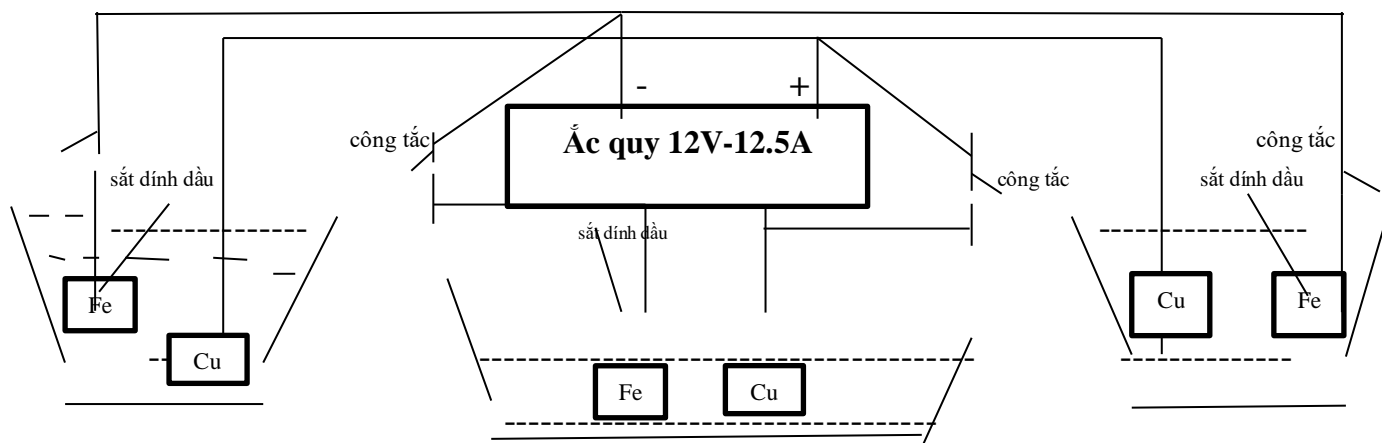 - +
công tắc
Ắc quy 12V-12.5A
công tắc
sắt dính dầu
công tắc
sắt dính dầu
sắt dính dầu
Fe
Cu
Fe
Cu
Fe
Cu